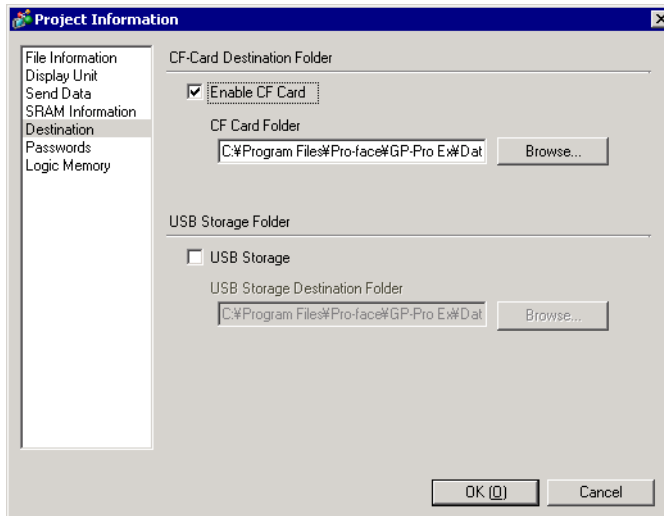 Project Information
File Information
Display Unit
Send Data
SRAM Information
Destination
Passwords
Logic Memory
CF-Card Destination Folder
Enable CF Card
CF Card Folder
C:¥Program Files¥Pro-face¥GP-Pro Ex¥Dat
Browse...
USB Storage Folder
USB Storage
USB Storage Destination Folder
C:¥Program Files¥Pro-face¥GP-Pro Ex¥Dat
Browse...
OK (O)
Cancel